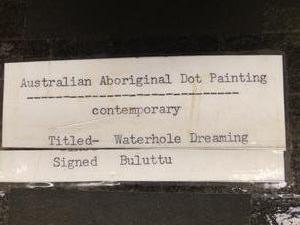 Australian Aboriginal Dot Painting
----------------------------
contemporary
Titled- Waterhole Dreaming
Signed Buluttu